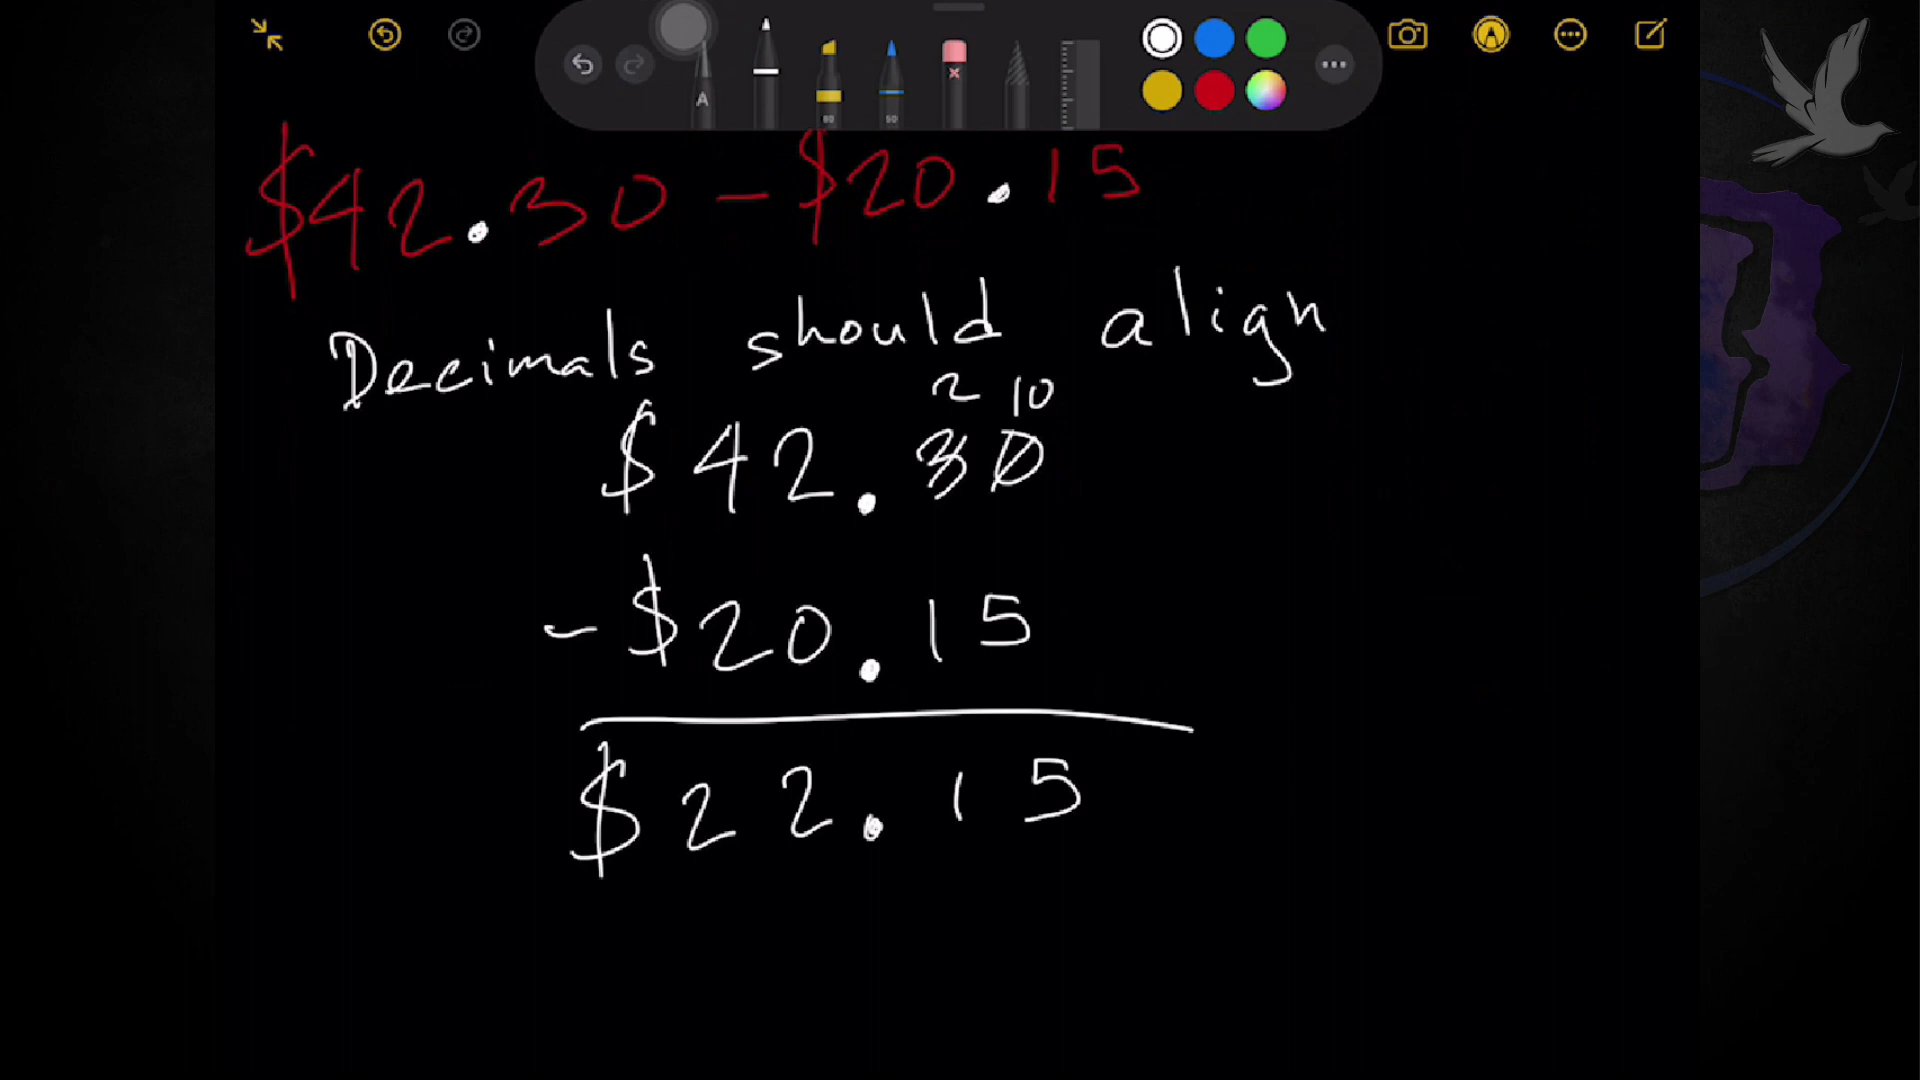 $42.30 - $20.15
Decimals should align
2 10
$42.30
- $20.15
$22.15